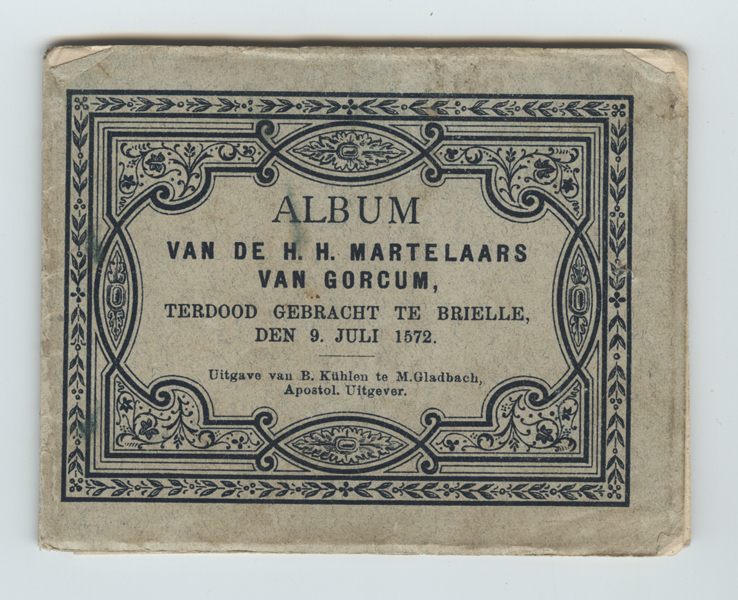 ALBUM
VAN DE H. H. MARTELAARS
VAN GORCUM,
TERDOOD GEBRACHT TE BRIELLE,
DEN 9. JULI 1572.
Uitgave van B. Kühlen te M.Gladbach,
Apostol. Uitgever.